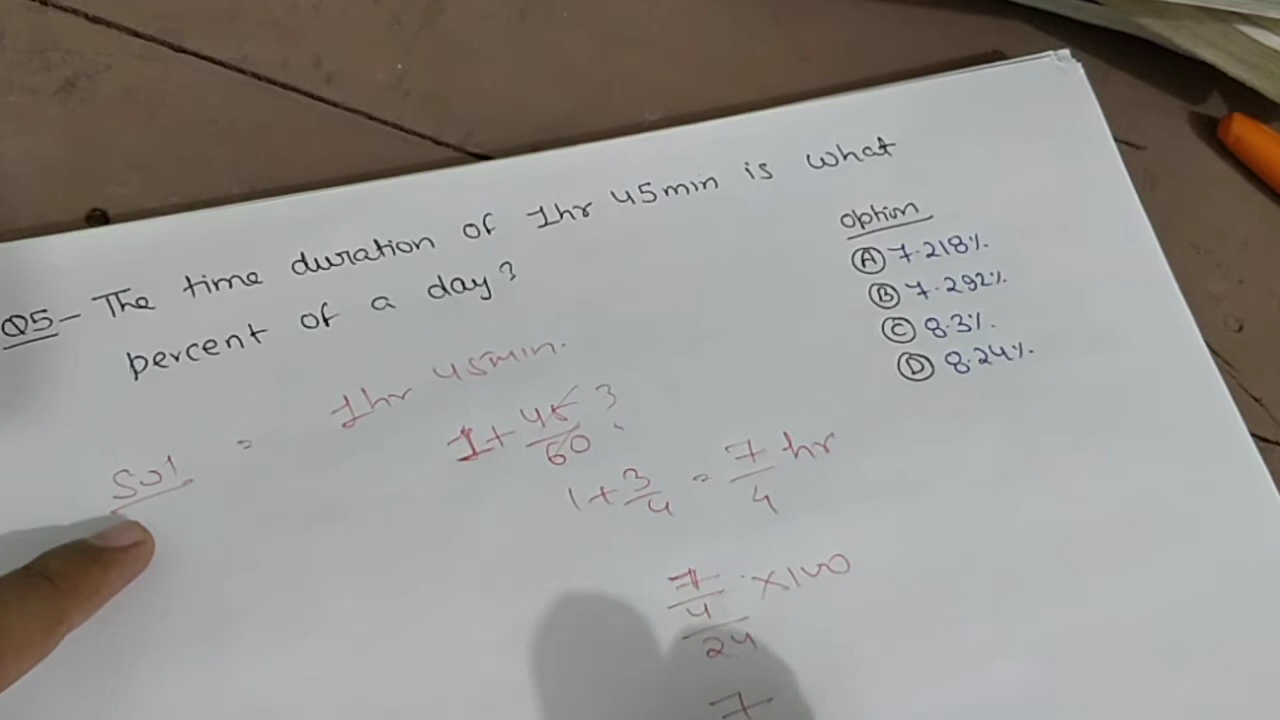 Q5- The time duration of 1hr 45min is what
percent of a day?
option
(A) 7.218%.
(B) 7.292%.
(C) 8.3%.
(D) 8.24%.
Sol = 1hr 45min.
1+45/60 3
1+3/4 = 7/4 hr
7/4/24 ×100
7